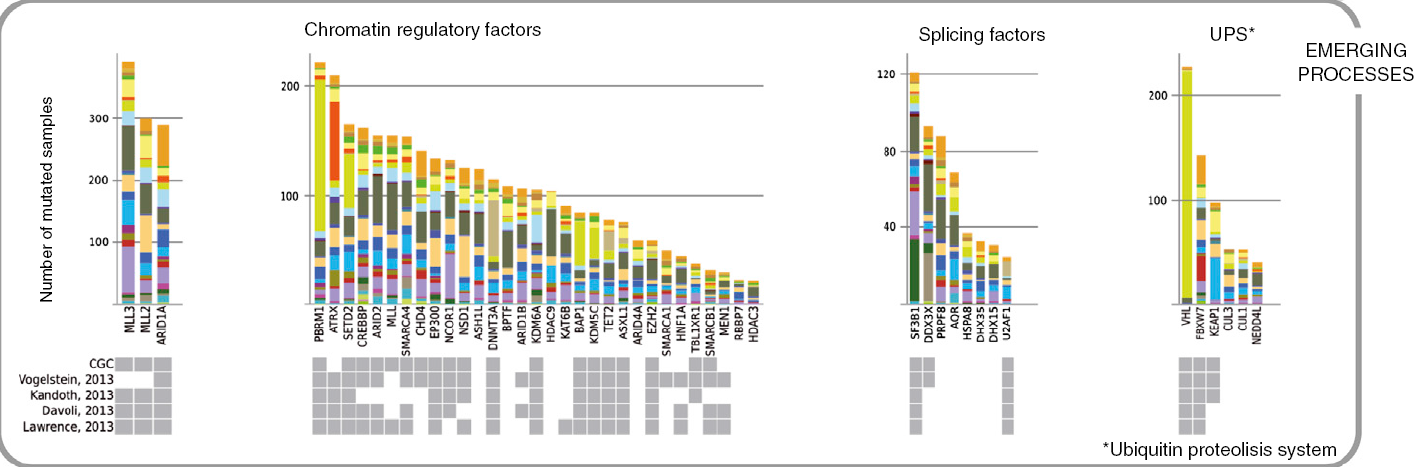 Chromatin regulatory factors
Splicing factors
UPS*
EMERGING
PROCESSES
Number of mutated samples
300
200
100
200
100
120
80
40
200
100
MLL3
MLL2
ARID1A
PBRM1
ATRX
SETD2
CREBBP
ARID2
MLL
SMARCA4
CHD4
EP300
NCOR1
NSD1
ASH1L
DNMT3A
BPTF
ARID1B
KDM6A
HDAC9
KAT6B
BAP1
KDM5C
TET2
ASXL1
ARID4A
EZH2
SMARCA1
HNF1A
TBL1XR1
SMARCB1
MEN1
RBBP7
HDAC3
SF3B1
DDX3X
PRPF8
AQR
HSPA8
DHX35
DHX15
U2AF1
VHL
FBXW7
KEAP1
CUL3
CUL1
NEDD4L
CGC
Vogelstein, 2013
Kandoth, 2013
Davoli, 2013
Lawrence, 2013
*Ubiquitin proteolisis system